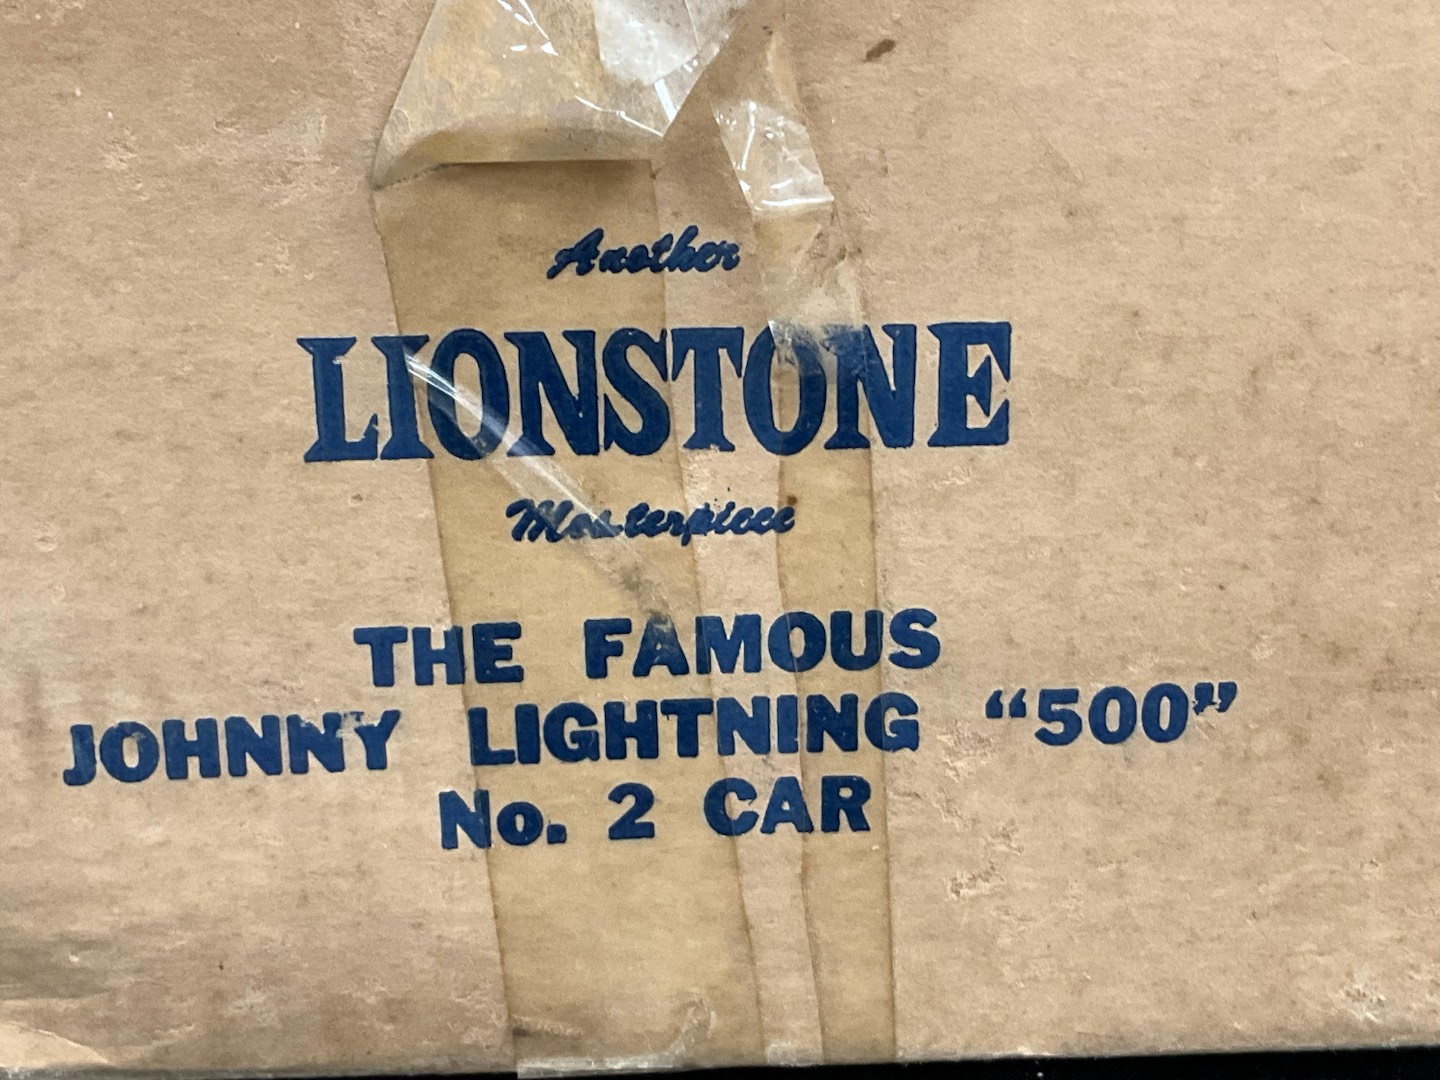 Another
LIONSTONE
Masterpiece
THE FAMOUS
JOHNNY LIGHTNING “500”
No. 2 CAR